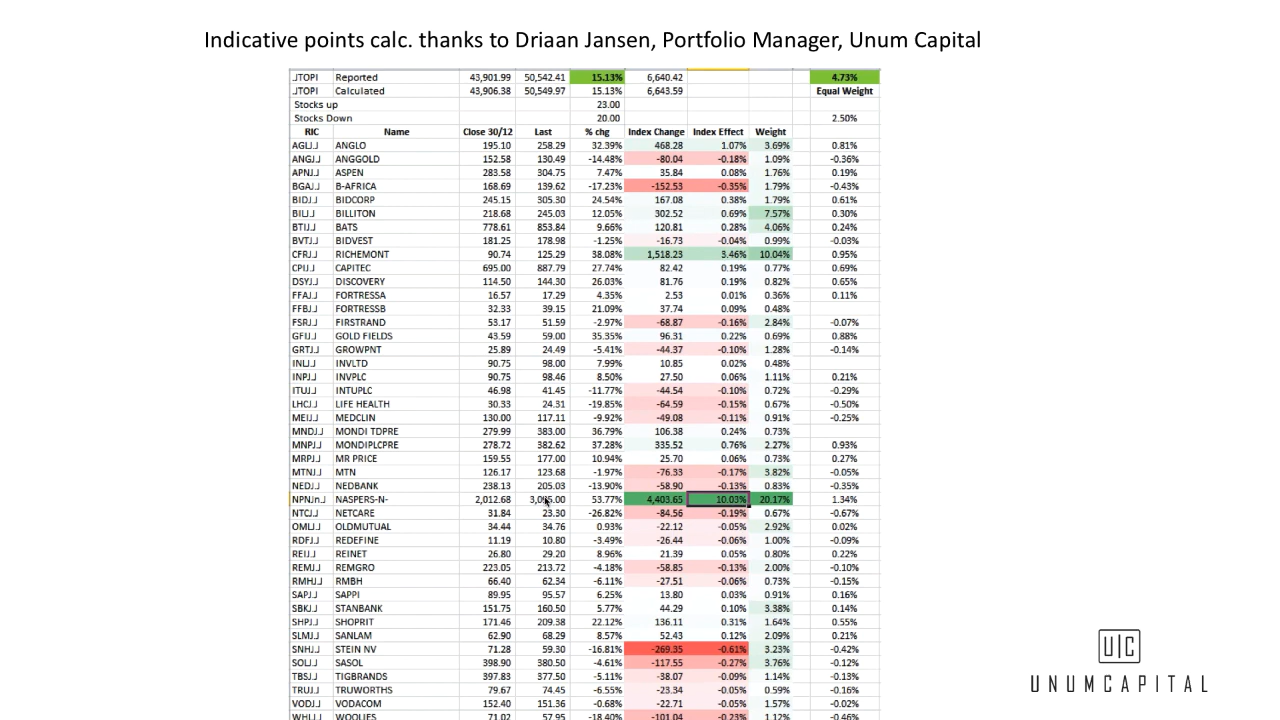 Indicative points calc. thanks to Driaan Jansen, Portfolio Manager, Unum Capital
.JTOPI Reported 43,901.99 50,542.41 15.13% 6,640.42 4.73%
.JTOPI Calculated 43,906.38 50,549.97 15.13% 6,643.59 Equal Weight
Stocks up 23.00
Stocks Down 20.00 2.50%
RIC Name Close 30/12 Last % chg Index Change Index Effect Weight
AGLJ.J ANGLO 195.10 258.29 32.39% 468.28 1.07% 3.69% 0.81%
ANGJ.J ANGGOLD 152.58 130.49 -14.48% -80.04 -0.18% 1.09% -0.36%
APNJ.J ASPEN 283.58 304.75 7.47% 35.84 0.08% 1.76% 0.19%
BGAJ.J B-AFRICA 168.69 139.62 -17.23% -152.53 -0.35% 1.79% -0.43%
BIDJ.J BIDCORP 245.15 305.30 24.54% 167.08 0.38% 1.79% 0.61%
BILJ.J BILLITON 218.68 245.03 12.05% 302.52 0.69% 7.57% 0.30%
BTIJ.J BATS 778.61 853.84 9.66% 120.81 0.28% 4.06% 0.24%
BVTJ.J BIDVEST 181.25 178.98 -1.25% -16.73 -0.04% 0.99% -0.03%
CFRJ.J RICHEMONT 90.74 125.29 38.08% 1,518.23 3.46% 10.04% 0.95%
CPIJ.J CAPITEC 695.00 887.79 27.74% 82.42 0.19% 0.77% 0.69%
DSYJ.J DISCOVERY 114.50 144.30 26.03% 81.76 0.19% 0.82% 0.65%
FFAJ.J FORTRESSA 16.57 17.29 4.35% 2.53 0.01% 0.36% 0.11%
FFBJ.J FORTRESSB 32.33 39.15 21.09% 37.74 0.09% 0.48%
FSRJ.J FIRSTRAND 53.17 51.59 -2.97% -68.87 -0.16% 2.84% -0.07%
GFIJ.J GOLD FIELDS 43.59 59.00 35.35% 96.31 0.22% 0.69% 0.88%
GRTJ.J GROWPNT 25.89 24.49 -5.41% -44.37 -0.10% 1.28% -0.14%
INLJ.J INVLTD 90.75 98.00 7.99% 10.85 0.02% 0.48%
INPJ.J INVPLC 90.75 98.46 8.50% 27.50 0.06% 1.11% 0.21%
ITUJ.J INTUPLC 46.98 41.45 -11.77% -44.54 -0.10% 0.72% -0.29%
LHCJ.J LIFE HEALTH 30.33 24.31 -19.85% -64.59 -0.15% 0.67% -0.50%
MEIJ.J MEDCLIN 130.00 117.11 -9.92% -49.08 -0.11% 0.91% -0.25%
MNDJ.J MONDI TDPRE 279.99 383.00 36.79% 106.38 0.24% 0.73%
MNPJ.J MONDIPLCPRE 278.72 382.62 37.28% 335.52 0.76% 2.27% 0.93%
MRPJ.J MR PRICE 159.55 177.00 10.94% 25.70 0.06% 0.73% 0.27%
MTNJ.J MTN 126.17 123.68 -1.97% -76.33 -0.17% 3.82% -0.05%
NEDJ.J NEDBANK 238.13 205.03 -13.90% -58.90 -0.13% 0.83% -0.35%
NPNJn.J NASPERS-N- 2,012.68 53.77% 4,403.65 10.03% 20.17% 1.34%
NTCJ.J NETCARE 31.84 23.30 -26.82% -84.56 -0.19% 0.67% -0.67%
OMLJ.J OLDMUTUAL 34.44 34.76 0.93% -22.12 -0.05% 2.92% 0.02%
RDFJ.J REDEFINE 11.19 10.80 -3.49% -26.44 -0.06% 1.00% -0.09%
REIJ.J REINET 26.80 29.20 8.96% 21.39 0.05% 0.80% 0.22%
REMJ.J REMGRO 223.05 213.72 -4.18% -58.85 -0.13% 2.00% -0.10%
RMHJ.J RMBH 66.40 62.34 -6.11% -27.51 -0.06% 0.73% -0.15%
SAPJ.J SAPPI 89.95 95.57 6.25% 13.80 0.03% 0.91% 0.16%
SBKJ.J STANBANK 151.75 160.50 5.77% 44.29 0.10% 3.38% 0.14%
SHPJ.J SHOPRIT 171.46 209.38 22.12% 136.11 0.31% 1.64% 0.55%
SLMJ.J SANLAM 62.90 68.29 8.57% 52.43 0.12% 2.09% 0.21%
SNHJ.J STEIN NV 71.28 59.30 -16.81% -269.35 -0.61% 3.23% -0.42%
SOLJ.J SASOL 398.90 380.50 -4.61% -117.55 -0.27% 3.76% -0.12%
TBSJ.J TIGBRANDS 397.83 377.50 -5.11% -38.07 -0.09% 1.14% -0.13%
TRUJ.J TRUWORTHS 79.67 74.45 -6.55% -23.34 -0.05% 0.59% -0.16%
VODJ.J VODACOM 152.40 151.36 -0.68% -22.71 -0.05% 1.57% -0.02%
WHLJ.J WOOLIES 71.02 57.95 -18.40% -101.04 -0.23% 1.12% -0.46%
U|C
UNUMCAPITAL